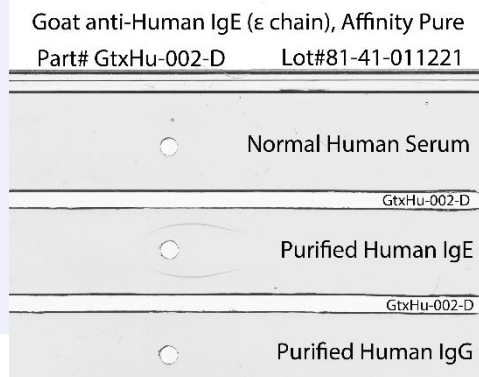 Goat anti-Human IgE (ε chain), Affinity Pure
Part# GtxHu-002-D Lot#81-41-011221
Normal Human Serum
GtxHu-002-D
Purified Human IgE
GtxHu-002-D
Purified Human IgG